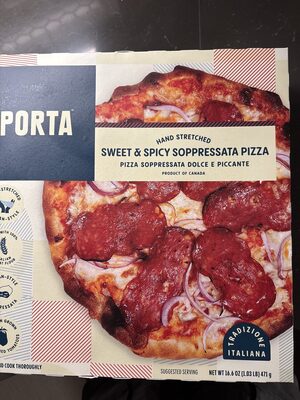 PORTA
HAND STRETCHED
SWEET & SPICY SOPPRESSATA PIZZA
PIZZA SOPPRESSATA DOLCE E PICCANTE
PRODUCT OF CANADA
TRADIZIONE
ITALIANA
COOK THOROUGHLY
SUGGESTED SERVING
NET WT 16.6 OZ (1.03 LB) 471 g